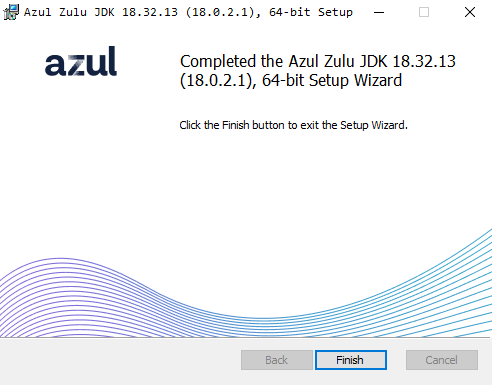 Azul Zulu JDK 18.32.13 (18.0.2.1), 64-bit Setup
azul
Completed the Azul Zulu JDK 18.32.13
(18.0.2.1), 64-bit Setup Wizard
Click the Finish button to exit the Setup Wizard.
Back
Finish
Cancel